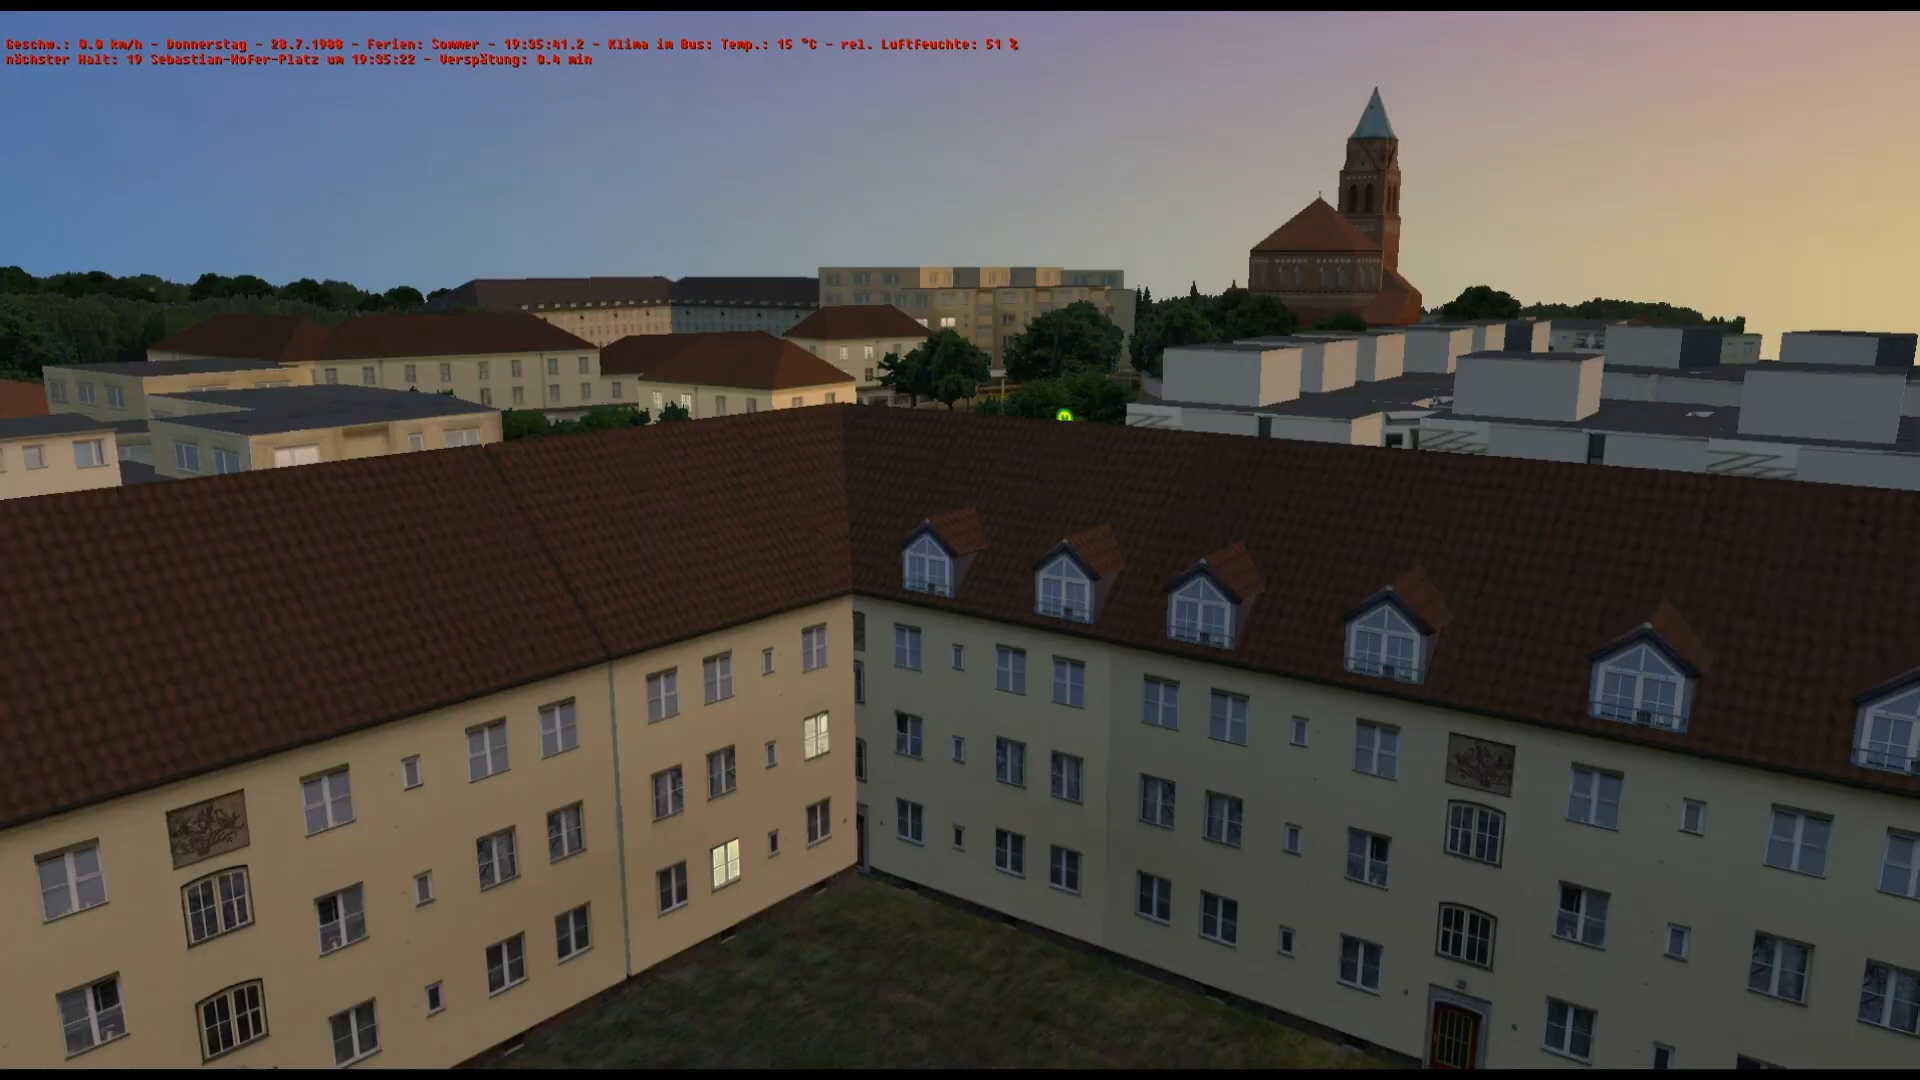 Geschw.: 0.0 km/h - Donnerstag - 28.7.1988 - Ferien: Sommer - 19:35:41.2 - Klima im Bus: Temp.: 15 °C - rel. Luftfeuchte: 51 %
nächster Halt: 19 Sebastian-Hofer-Platz um 19:35:22 - Verspätung: 0.4 min